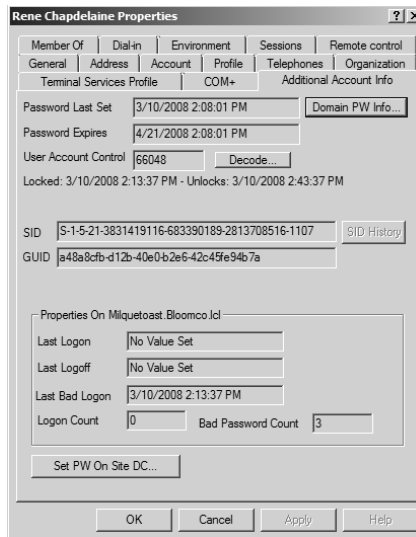 Rene Chapdelaine Properties
Member Of Dial-in Environment Sessions Remote control
General Address Account Profile Telephones Organization
Terminal Services Profile COM+ Additional Account Info
Password Last Set 3/10/2008 2:08:01 PM Domain PW Info...
Password Expires 4/21/2008 2:08:01 PM
User Account Control 66048 Decode...
Locked: 3/10/2008 2:13:37 PM - Unlocks: 3/10/2008 2:43:37 PM
SID S-1-5-21-3831419116-683390189-2813708516-1107 SID History
GUID a48a8cfb-d12b-40e0-b2e6-42c45fe94b7a
Properties On Milquetoast.Bloomco.lcl
Last Logon No Value Set
Last Logoff No Value Set
Last Bad Logon 3/10/2008 2:13:37 PM
Logon Count 0 Bad Password Count 3
Set PW On Site DC...
OK Cancel Apply Help